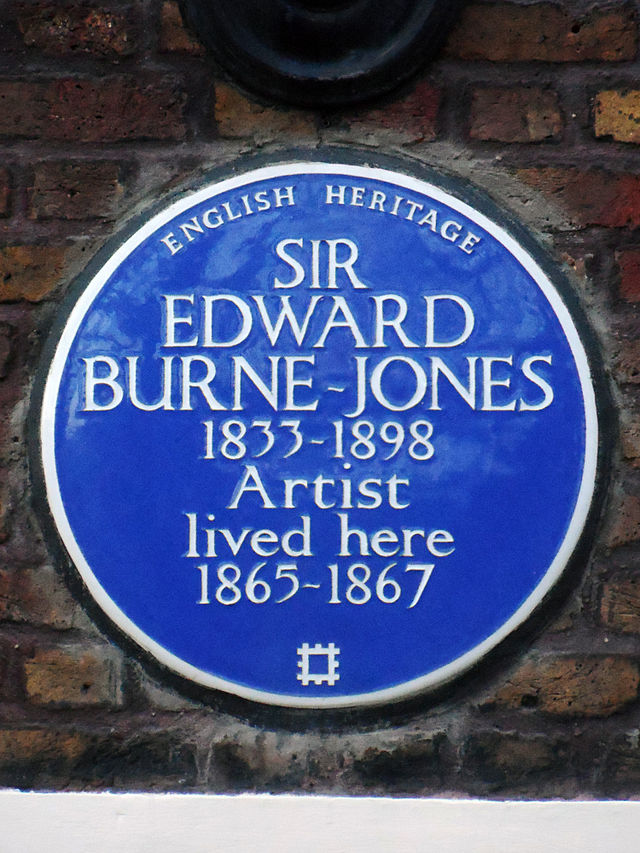 ENGLISH HERITAGE
SIR
EDWARD
BURNE-JONES
1833-1898
Artist
lived here
1865-1867